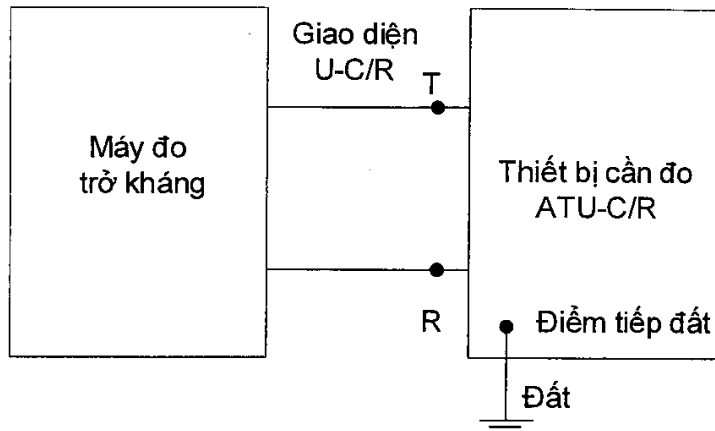 Giao diện
U-C/R
T
Máy đo
trở kháng
Thiết bị cần đo
ATU-C/R
R
Điểm tiếp đất
Đất